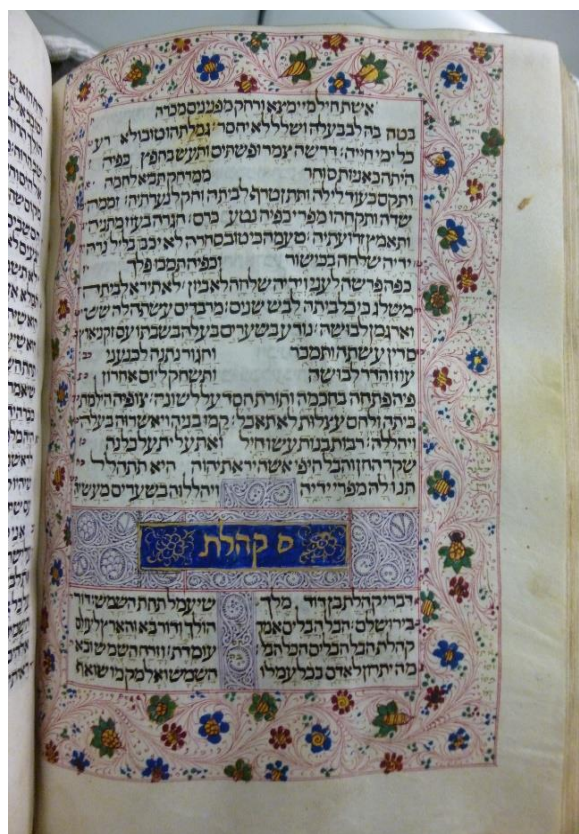 אשת חיל מי ימצא ורחק מפנינים מכרה
בטח בה לב בעלה ושלל לא יחסר גמלתהו טוב ולא רע
כל ימי חייה דרשה צמר ופשתים ותעש בחפץ כפיה
היתה כאניות סוחר ממרחק תביא לחמה
ותקם בעוד לילה ותתן טרף לביתה וחק לנערתיה זממה
שדה ותקחהו מפרי כפיה נטע כרם חגרה בעוז מתניה
ותאמץ זרועתיה טעמה כי טוב סחרה לא יכבה בליל נרה
ידיה שלחה בכישור וכפיה תמכו פלך
כפה פרשה לעני וידיה שלחה לאביון לא תירא לביתה
משלג כי כל ביתה לבש שנים מרבדים עשתה לה שש
וארגמן לבושה נודע בשערים בעלה בשבתו עם זקני ארץ
סדין עשתה ותמכר וחגור נתנה לכנעני
עוז והדר לבושה ותשחק ליום אחרון
פיה פתחה בחכמה ותורת חסד על לשונה צופיה הילכות
ביתה ולחם עצלות לא תאכל קמו בניה ויאשרוה בעלה
ויהללה רבות בנות עשו חיל ואת עלית על כלנה
שקר החן והבל היפי אשה יראת יהוה היא תתהלל
תנו לה מפרי ידיה ויהללוה בשערים מעשיה
ס קהלת
דברי קהלת בן דוד מלך
בירושלם הבל הבלים אמר
קהלת הבל הבלים הכל הבל
מה יתרון לאדם בכל עמלו
שיעמל תחת השמש דור
הולך ודור בא והארץ לעולם
עומדת וזרח השמש ובא
השמש ואל מקומו שואף